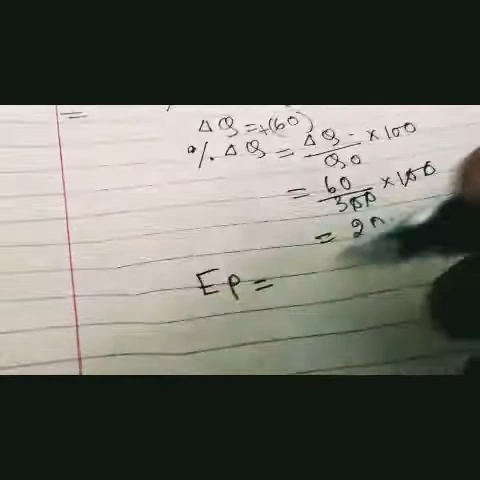 ΔQ = +(60)
% ΔQ = ΔQ / Q0 × 100
= 60 / 300 × 100
= 20
Ep =